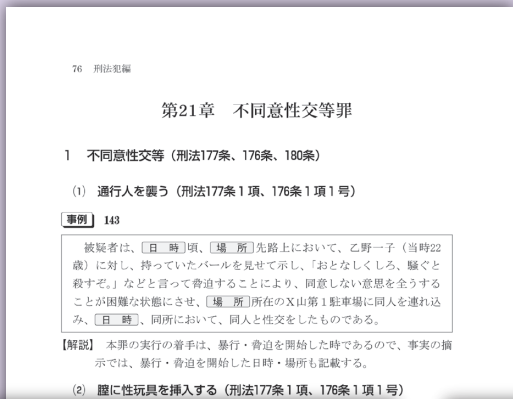 76 刑法犯編
第21章 不同意性交等罪
1 不同意性交等（刑法177条、176条、180条）
⑴ 通行人を襲う（刑法177条1項、176条1項1号）
事例 143
被疑者は、日時頃、場所先路上において、乙野一子（当時22
歳）に対し、持っていたバールを見せて示し、「おとなしくしろ、騒ぐと
殺すぞ。」などと言って脅迫することにより、同意しない意思を全うする
ことが困難な状態にさせ、場所所在のX山第1駐車場に同人を連れ込
み、日時、同所において、同人と性交をしたものである。
【解説】 本罪の実行の着手は、暴行・脅迫を開始した時であるので、事実の摘
示では、暴行・脅迫を開始した日時・場所も記載する。
⑵ 膣に性玩具を挿入する（刑法177条1項、176条1項1号）